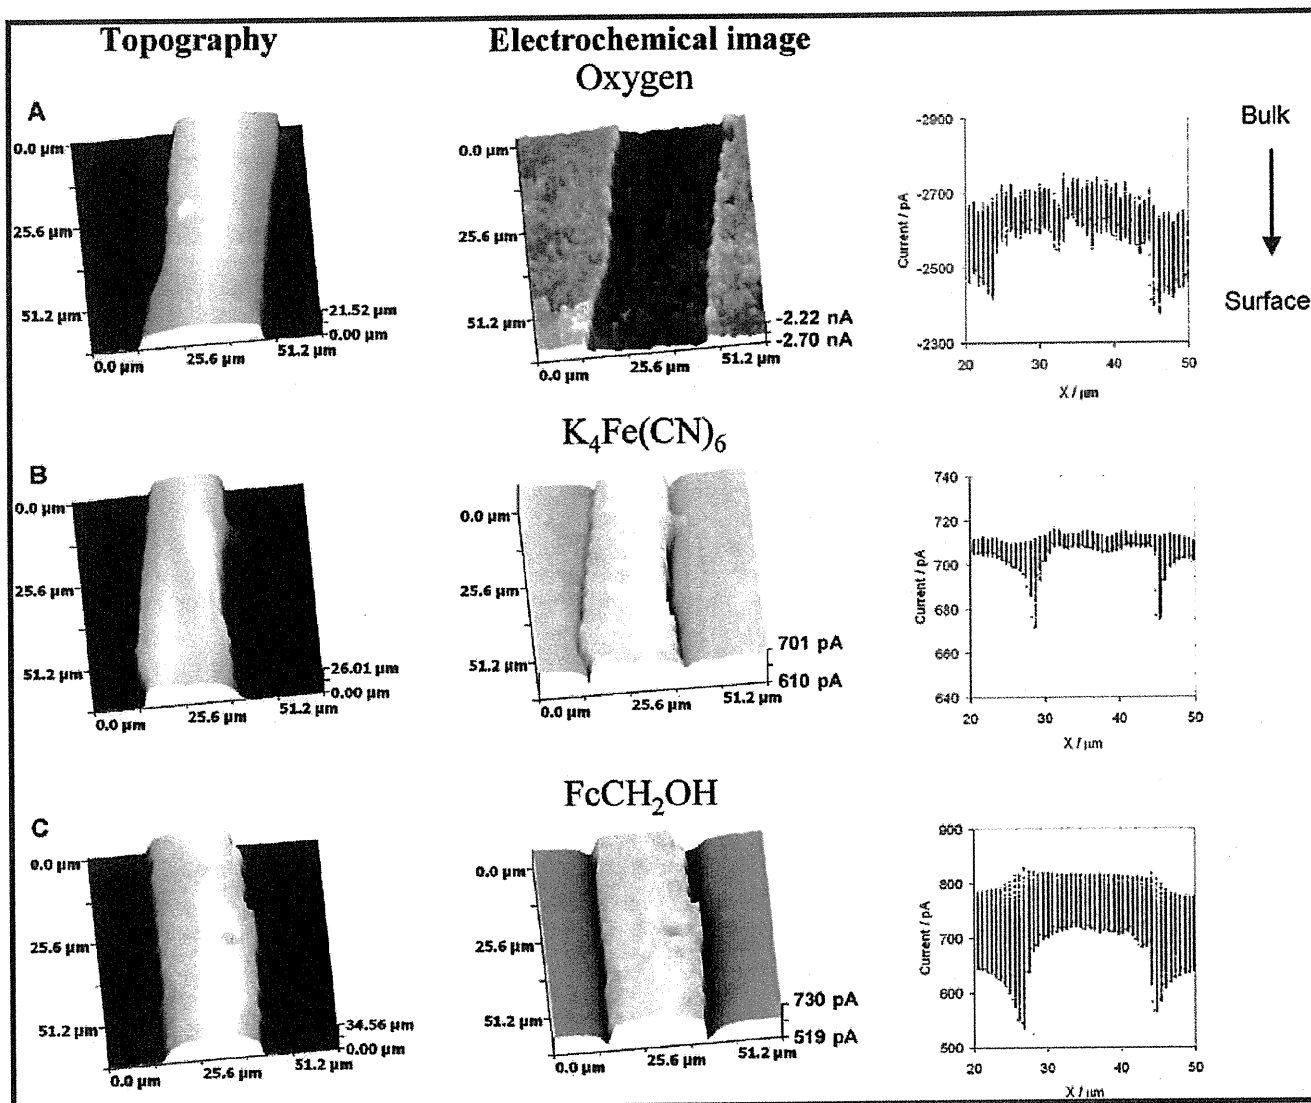 Topography
Electrochemical image
Oxygen
A
0.0 µm
25.6 µm
51.2 µm
21.52 µm
0.00 µm
0.0 µm
25.6 µm
51.2 µm
0.0 µm
25.6 µm
51.2 µm
-2.22 nA
-2.70 nA
0.0 µm
25.6 µm
51.2 µm
-2900
-2700
-2500
-2300
Current / pA
20
30
40
50
X / µm
Bulk
Surface
K₄Fe(CN)₆
B
0.0 µm
25.6 µm
51.2 µm
26.01 µm
0.00 µm
0.0 µm
25.6 µm
51.2 µm
0.0 µm
25.6 µm
51.2 µm
701 pA
610 pA
0.0 µm
25.6 µm
51.2 µm
740
720
700
680
660
640
Current / pA
20
30
40
50
X / µm
FcCH₂OH
C
0.0 µm
25.6 µm
51.2 µm
34.56 µm
0.00 µm
0.0 µm
25.6 µm
51.2 µm
0.0 µm
25.6 µm
51.2 µm
730 pA
519 pA
0.0 µm
25.6 µm
51.2 µm
900
800
700
600
500
Current / pA
20
30
40
50
X / µm